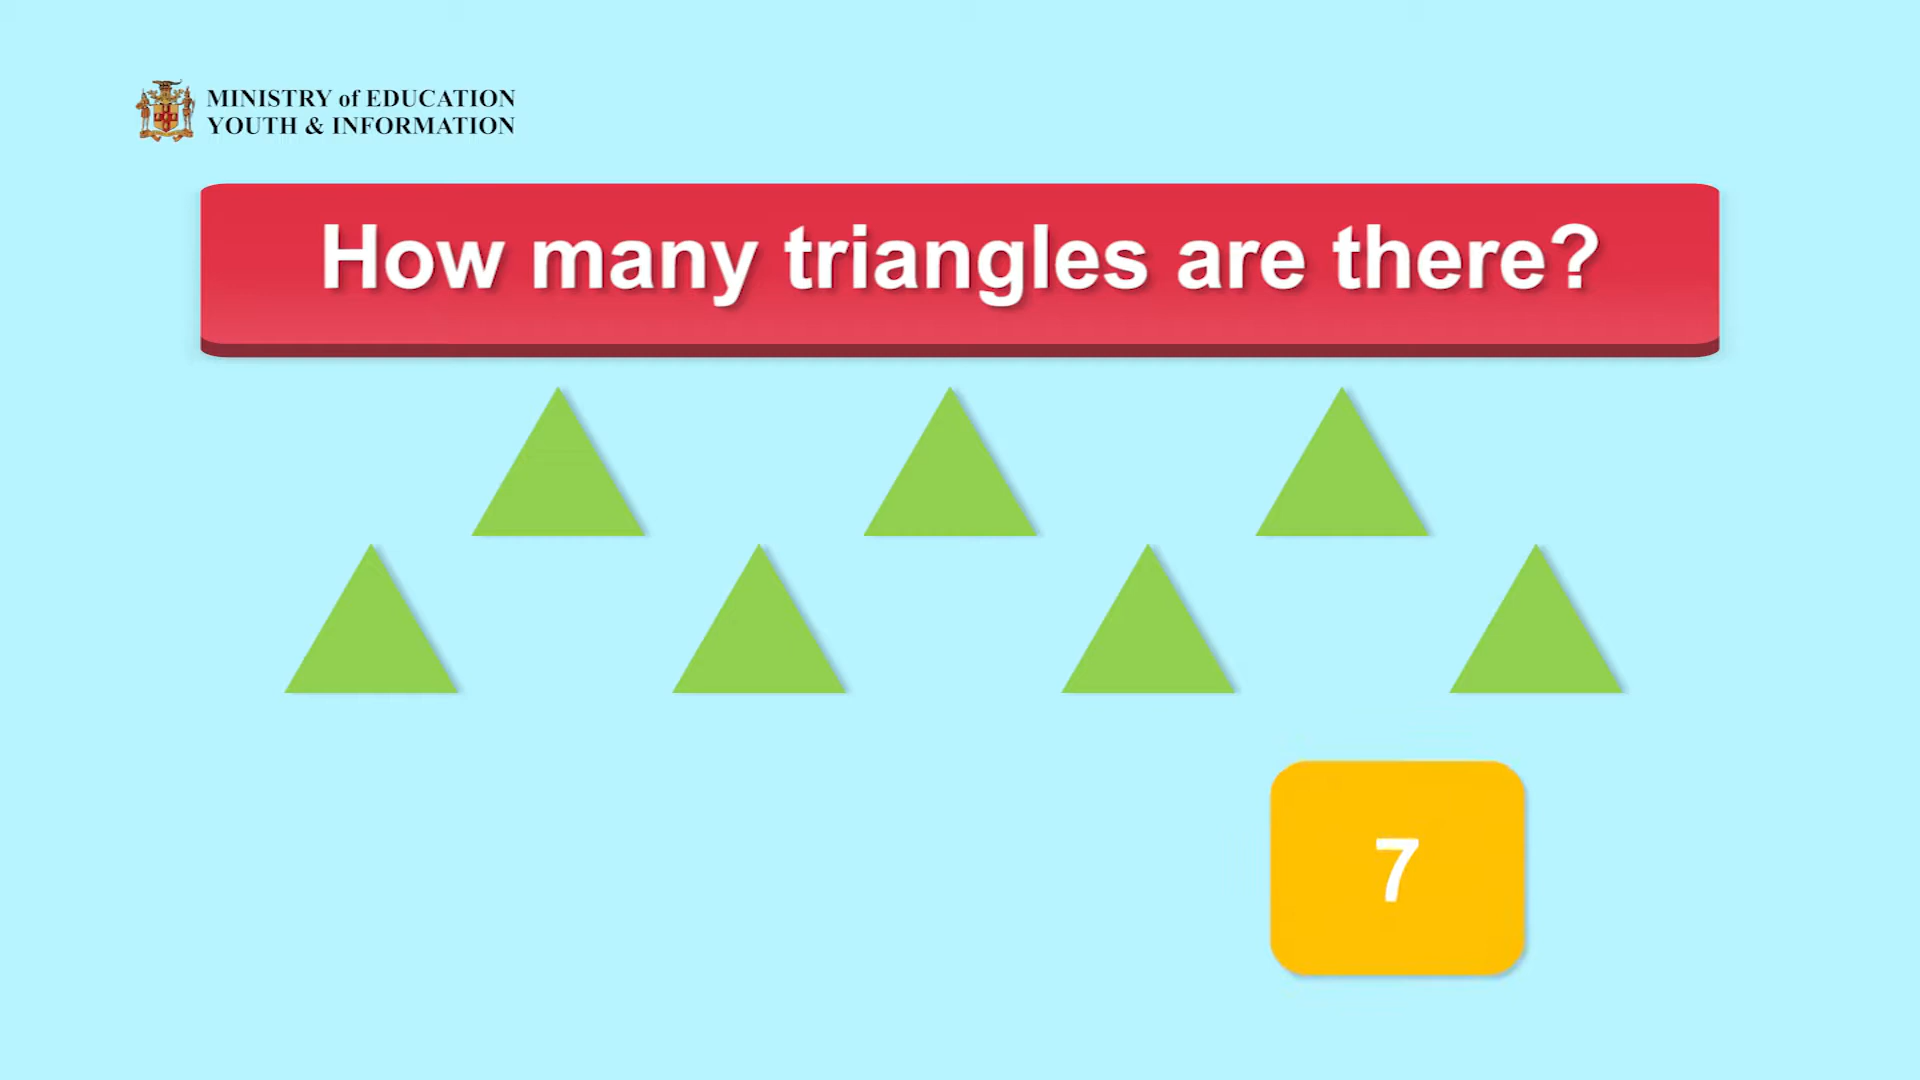 MINISTRY of EDUCATION
YOUTH & INFORMATION
How many triangles are there?
7